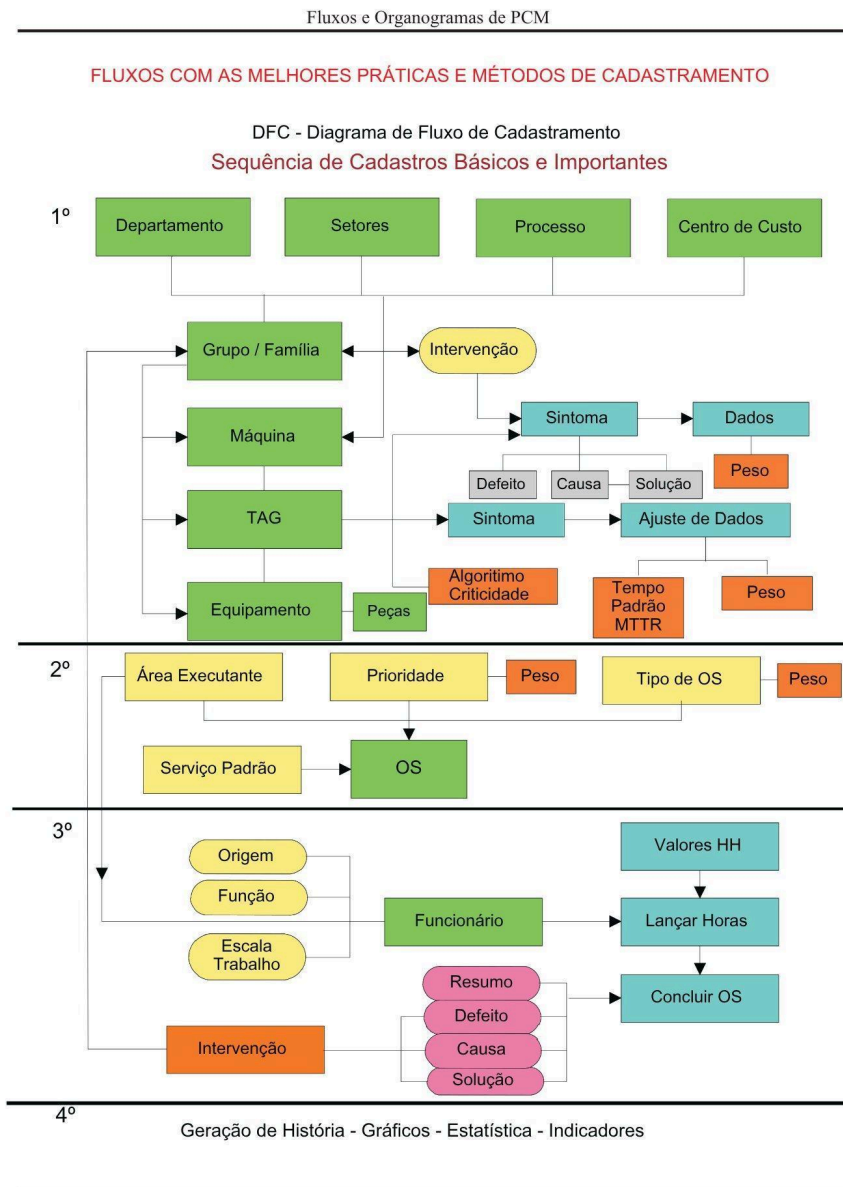 Fluxos e Organogramas de PCM
FLUXOS COM AS MELHORES PRÁTICAS E MÉTODOS DE CADASTRAMENTO
DFC - Diagrama de Fluxo de Cadastramento
Sequência de Cadastros Básicos e Importantes
1º
Departamento
Setores
Processo
Centro de Custo
Grupo / Família
Intervenção
Sintoma
Dados
Máquina
Peso
Defeito
Causa
Solução
TAG
Sintoma
Ajuste de Dados
Algoritimo
Criticidade
Tempo
Padrão
MTTR
Peso
Equipamento
Peças
2º
Área Executante
Prioridade
Peso
Tipo de OS
Peso
Serviço Padrão
OS
3º
Valores HH
Origem
Função
Escala
Trabalho
Funcionário
Lançar Horas
Resumo
Defeito
Causa
Solução
Concluir OS
Intervenção
4º
Geração de História - Gráficos - Estatística - Indicadores